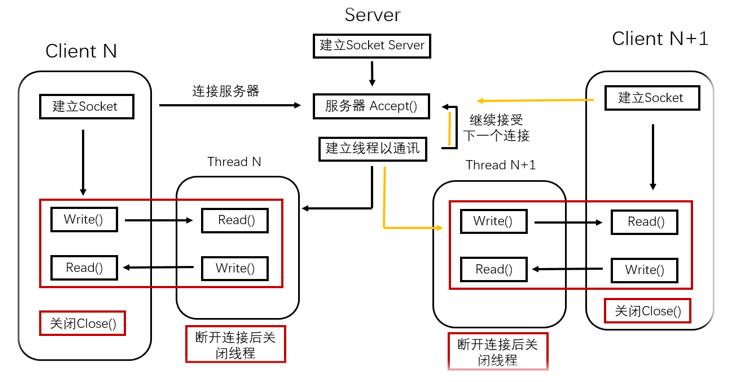 Server
Client N
Client N+1
建立Socket Server
建立Socket
连接服务器
服务器 Accept()
建立Socket
继续接受
下一个连接
建立线程以通讯
Thread N
Thread N+1
Write()
Read()
Read()
Write()
Write()
Read()
Read()
Write()
关闭Close()
断开连接后关
闭线程
断开连接后关
闭线程
关闭Close()